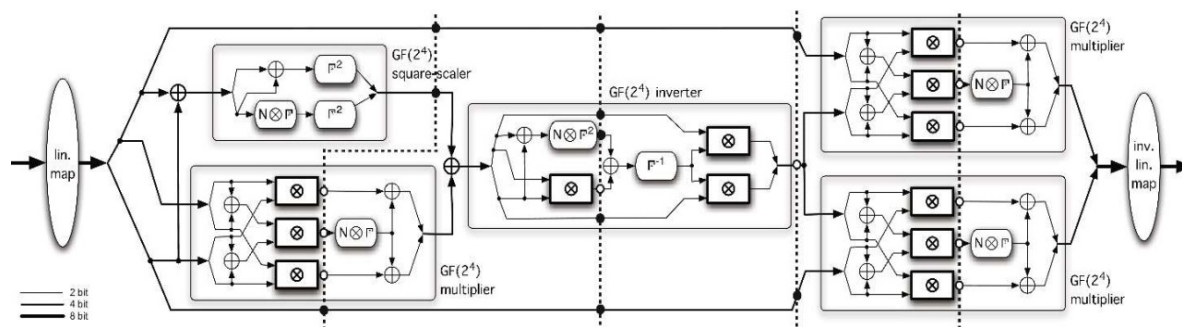 lin.
map
GF(2⁴)
square-scaler
ℾ²
N⊗ℾ
ℾ²
⊗
⊗
⊗
N⊗ℾ
GF(2⁴)
multiplier
GF(2⁴) inverter
N⊗ℾ²
⊗
ℾ⁻¹
⊗
⊗
GF(2⁴)
multiplier
⊗
⊗
⊗
N⊗ℾ
⊗
⊗
⊗
N⊗ℾ
GF(2⁴)
multiplier
inv.
lin.
map
2 bit
4 bit
8 bit